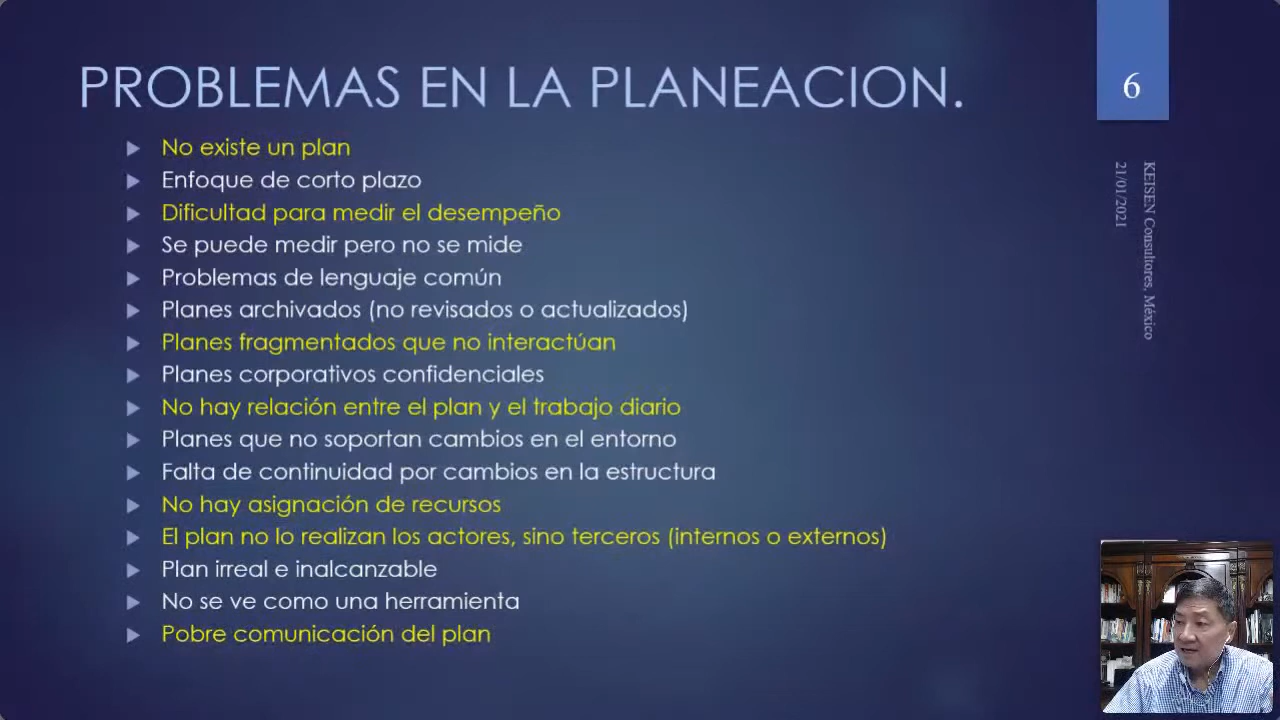 PROBLEMAS EN LA PLANEACION.
6
No existe un plan
Enfoque de corto plazo
Dificultad para medir el desempeño
Se puede medir pero no se mide
Problemas de lenguaje común
Planes archivados (no revisados o actualizados)
Planes fragmentados que no interactúan
Planes corporativos confidenciales
No hay relación entre el plan y el trabajo diario
Planes que no soportan cambios en el entorno
Falta de continuidad por cambios en la estructura
No hay asignación de recursos
El plan no lo realizan los actores, sino terceros (internos o externos)
Plan irreal e inalcanzable
No se ve como una herramienta
Pobre comunicación del plan
KEISEN Consultores, México
21/01/2021